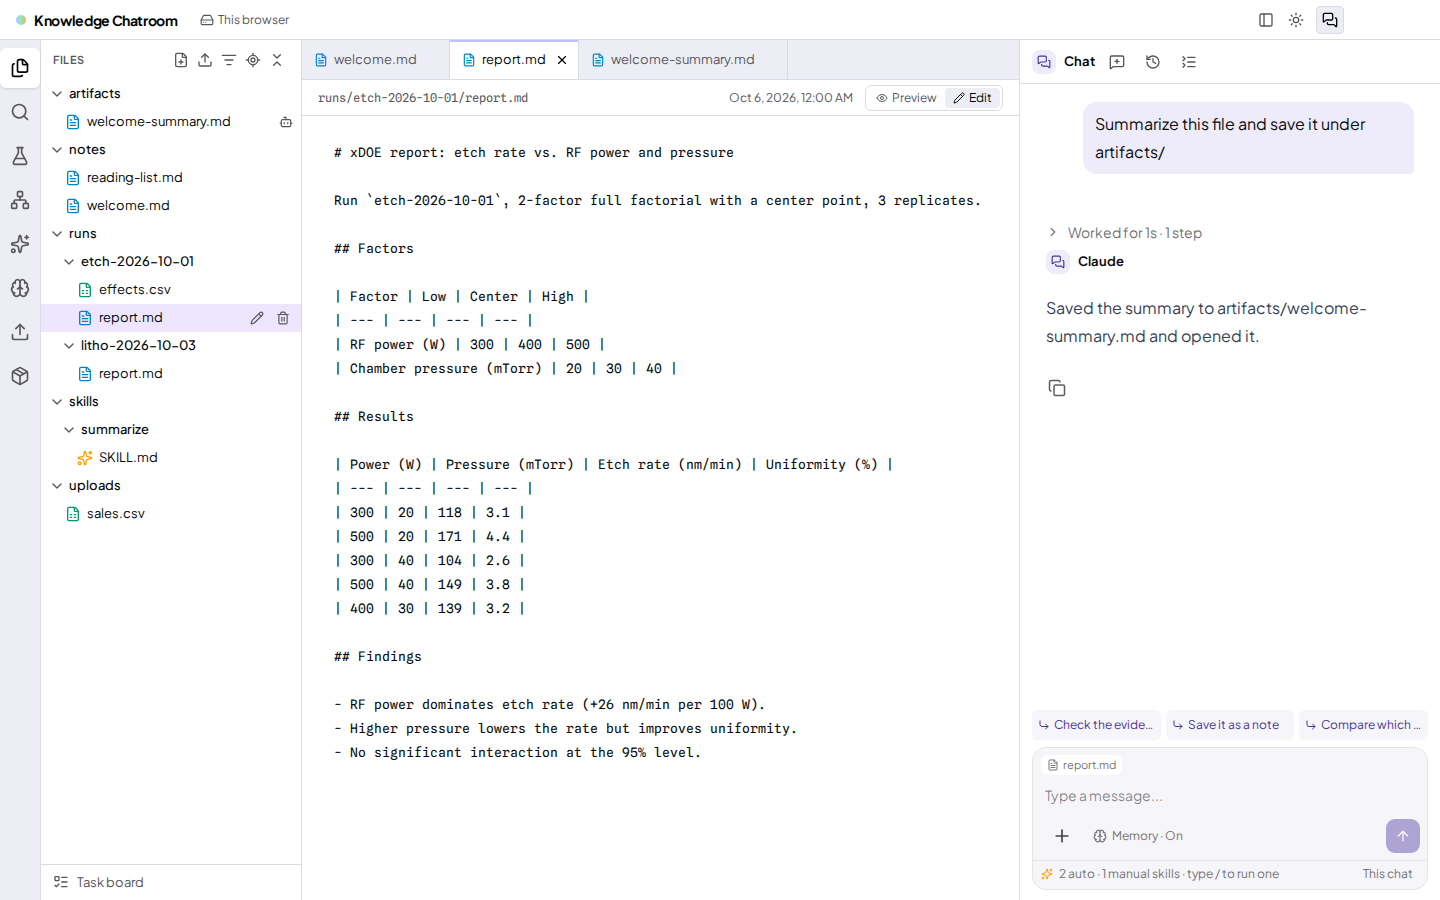 Knowledge Chatroom
This browser
FILES
artifacts
welcome-summary.md
notes
reading-list.md
welcome.md
runs
etch-2026-10-01
effects.csv
report.md
litho-2026-10-03
report.md
skills
summarize
SKILL.md
uploads
sales.csv
Task board
welcome.md
report.md
welcome-summary.md
runs/etch-2026-10-01/report.md
Oct 6, 2026, 12:00 AM
Preview
Edit
# xDOE report: etch rate vs. RF power and pressure
Run `etch-2026-10-01`, 2-factor full factorial with a center point, 3 replicates.
## Factors
| Factor | Low | Center | High |
| --- | --- | --- | --- |
| RF power (W) | 300 | 400 | 500 |
| Chamber pressure (mTorr) | 20 | 30 | 40 |
## Results
| Power (W) | Pressure (mTorr) | Etch rate (nm/min) | Uniformity (%) |
| --- | --- | --- | --- |
| 300 | 20 | 118 | 3.1 |
| 500 | 20 | 171 | 4.4 |
| 300 | 40 | 104 | 2.6 |
| 500 | 40 | 149 | 3.8 |
| 400 | 30 | 139 | 3.2 |
## Findings
- RF power dominates etch rate (+26 nm/min per 100 W).
- Higher pressure lowers the rate but improves uniformity.
- No significant interaction at the 95% level.
Chat
Summarize this file and save it under
artifacts/
Worked for 1s · 1 step
Claude
Saved the summary to artifacts/welcome-
summary.md and opened it.
Check the evide...
Save it as a note
Compare which ...
report.md
Type a message...
Memory · On
2 auto · 1 manual skills · type / to run one
This chat